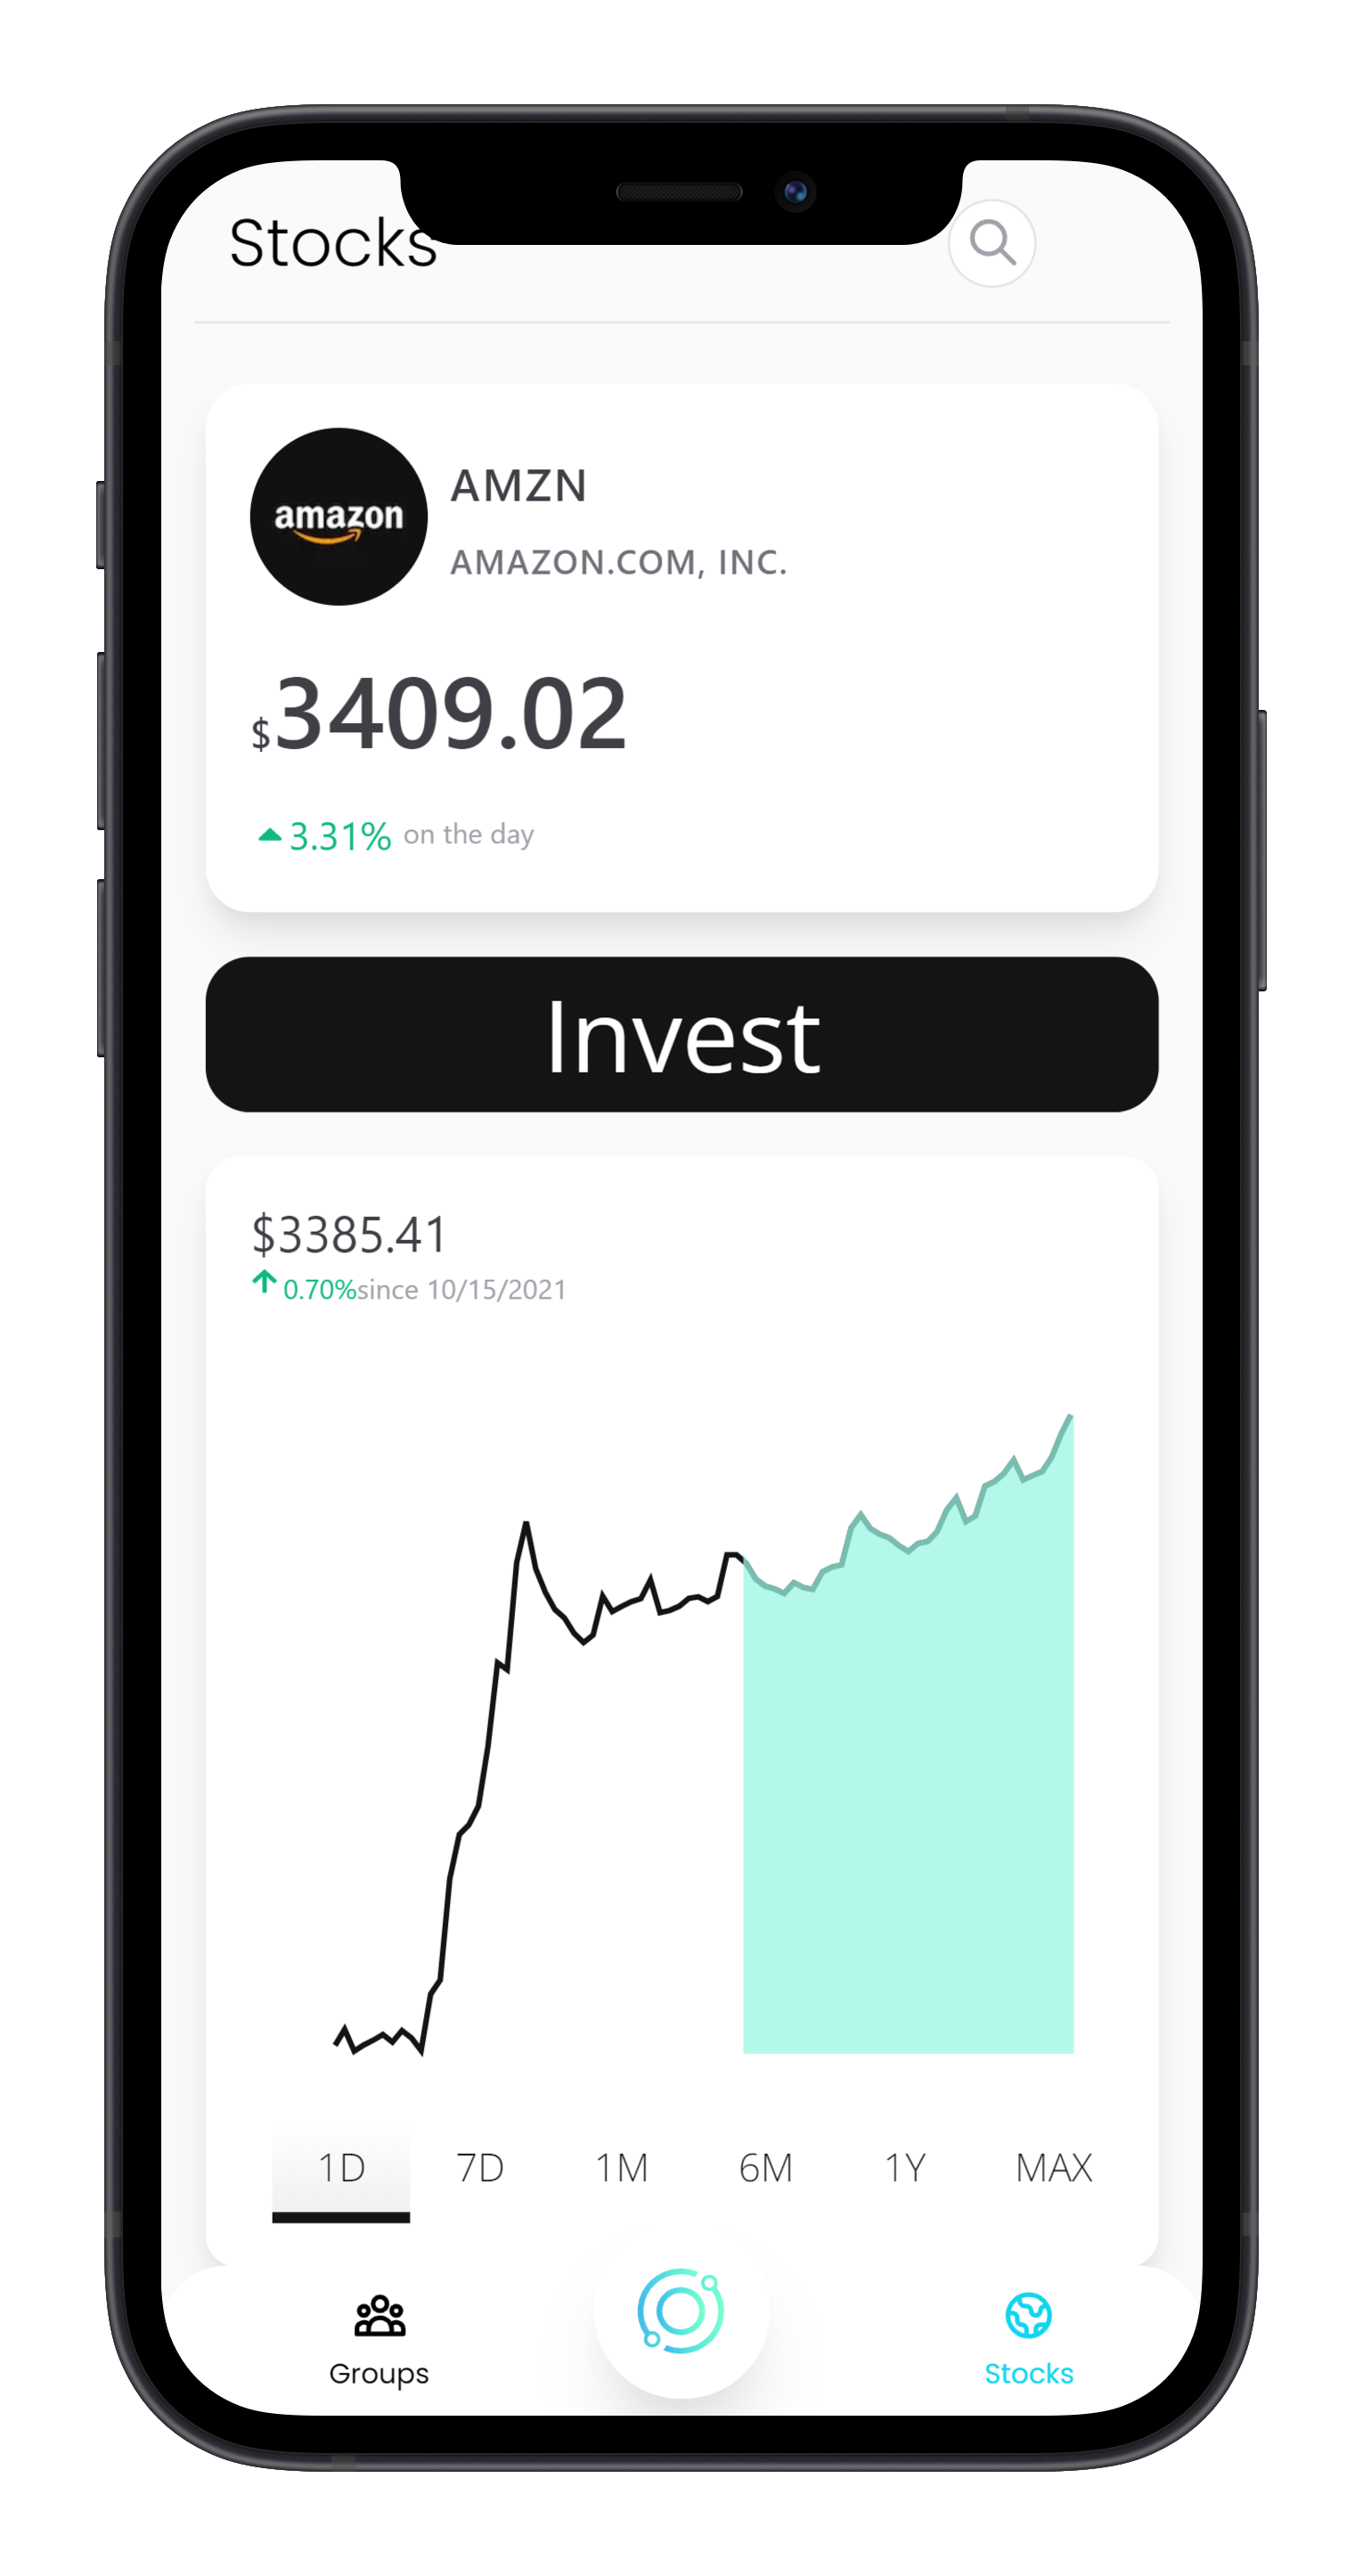 Stocks
amazon
AMZN
AMAZON.COM, INC.
$3409.02
3.31% on the day
Invest
$3385.41
0.70%since 10/15/2021
1D 7D 1M 6M 1Y MAX
Groups
Stocks